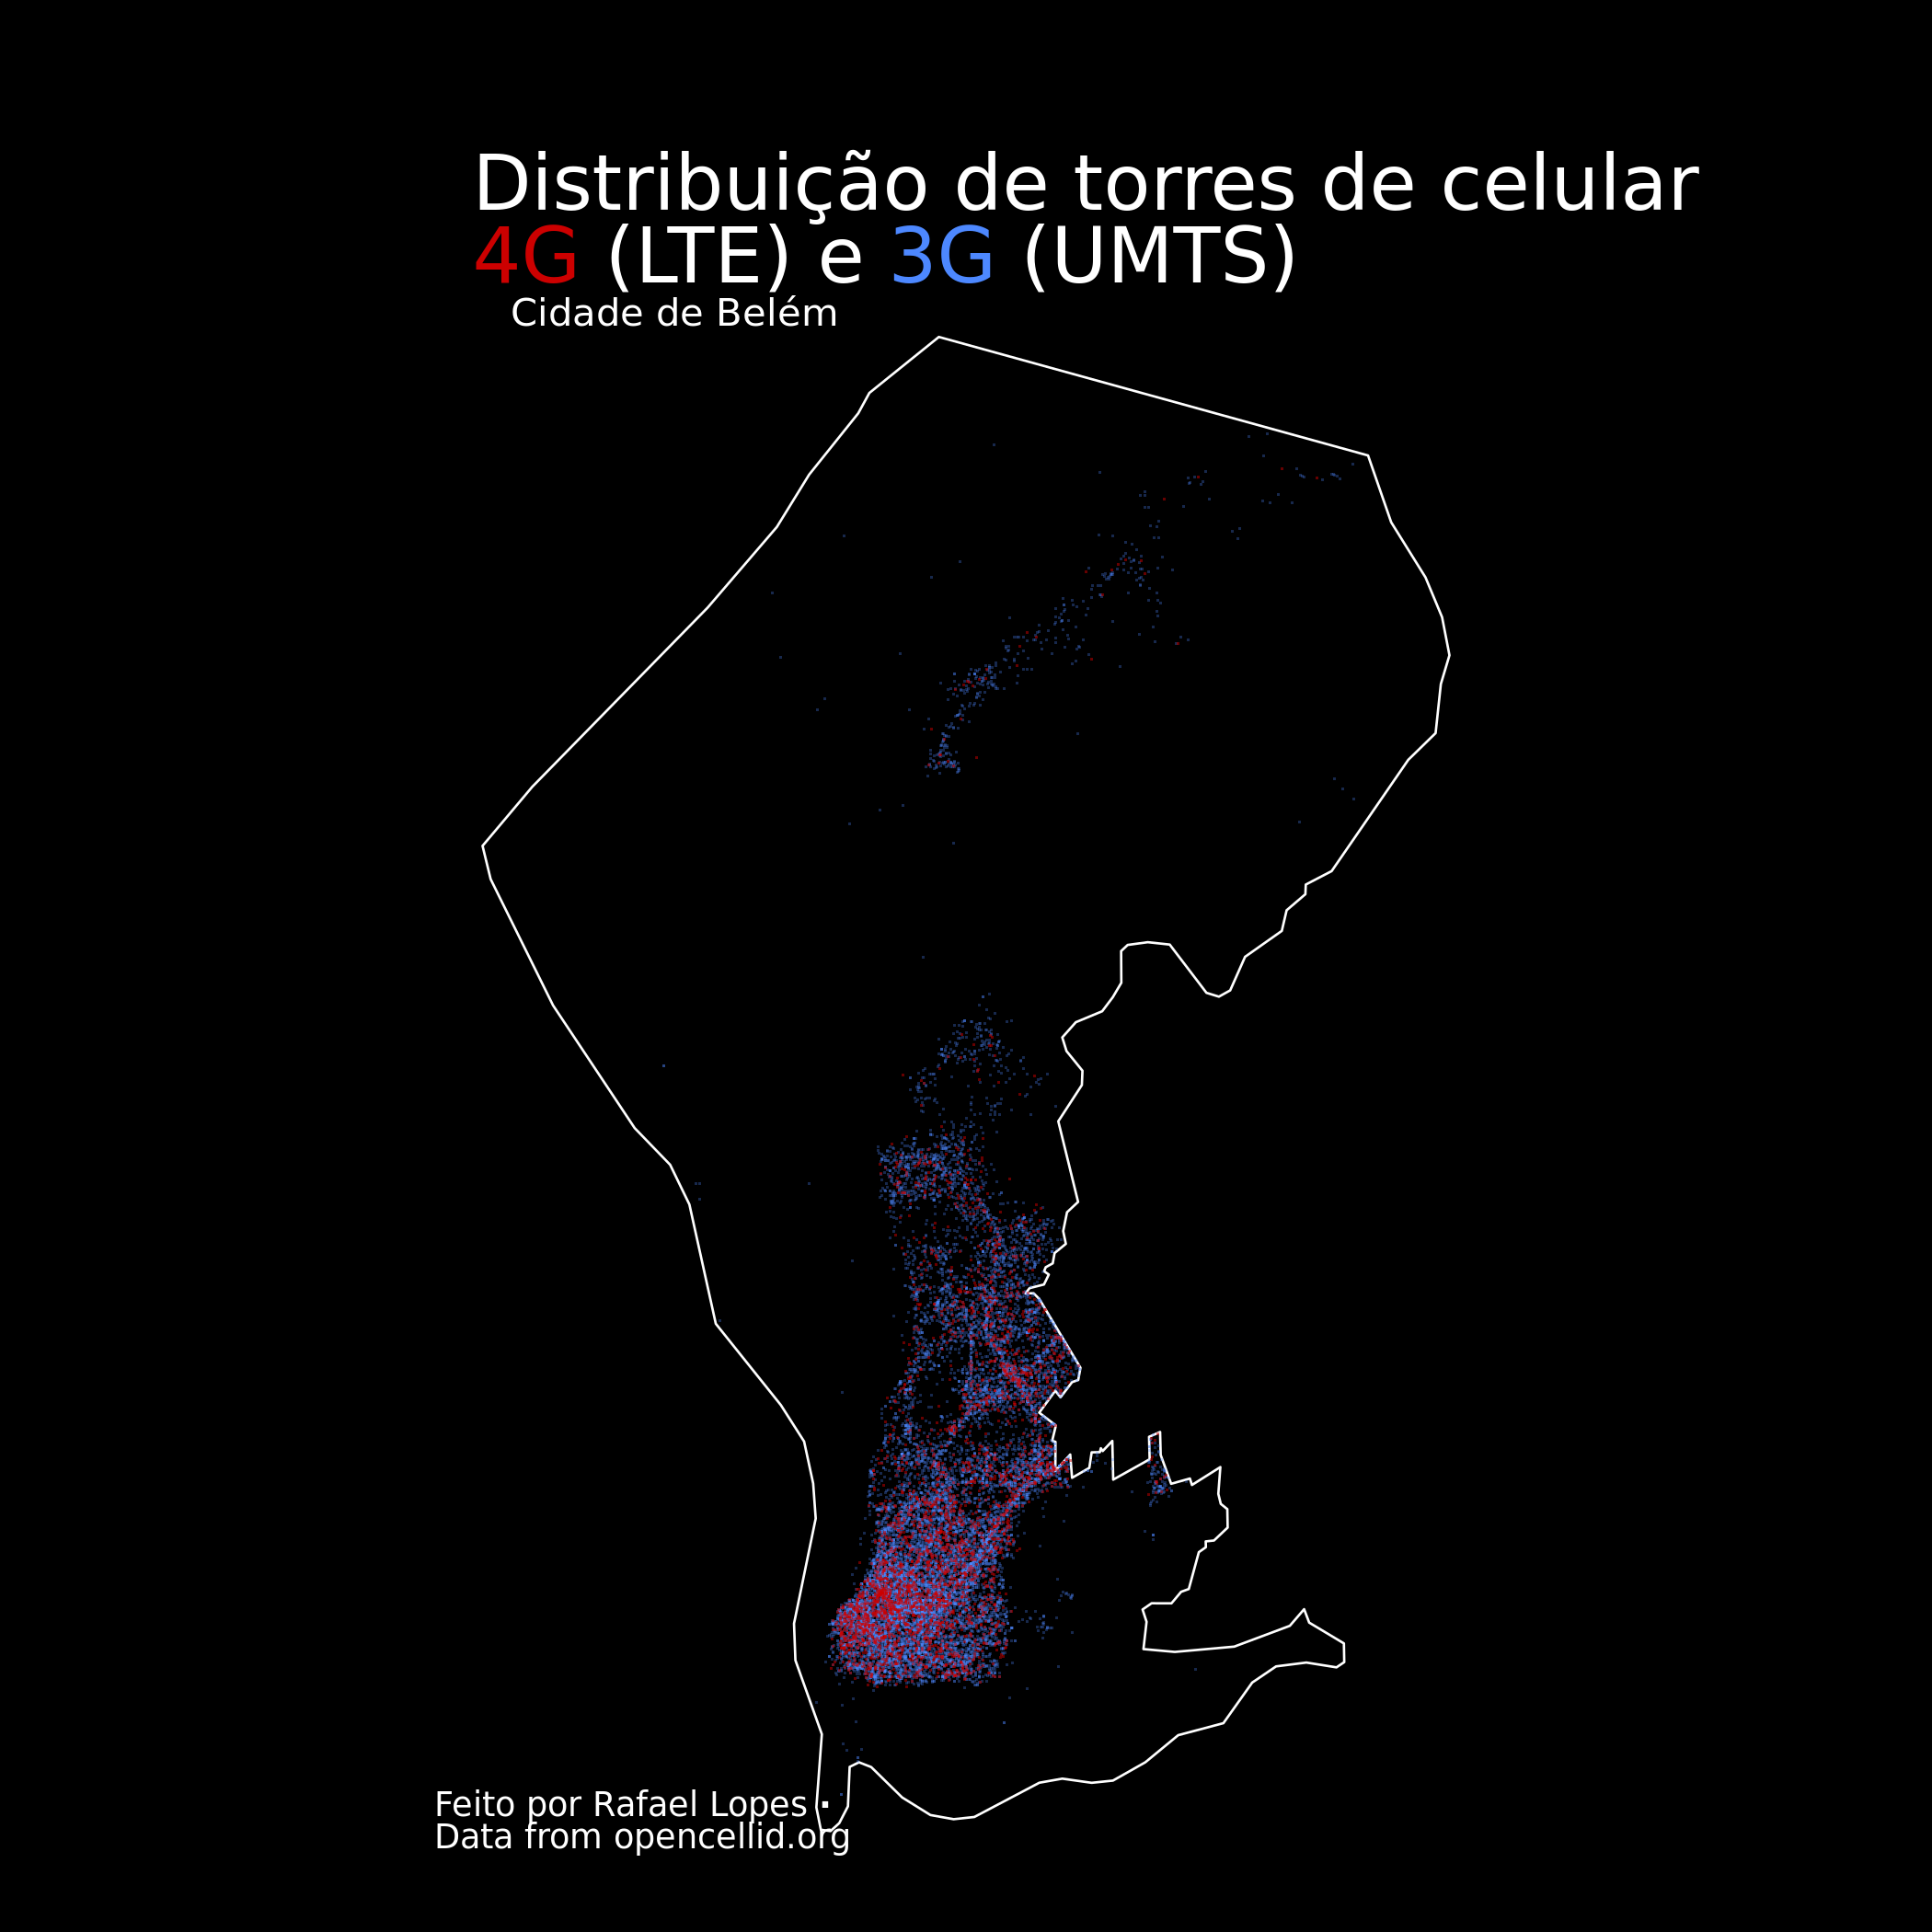 Distribuição de torres de celular
4G (LTE) e 3G (UMTS)
Cidade de Belém
Feito por Rafael Lopes ·
Data from opencellid.org